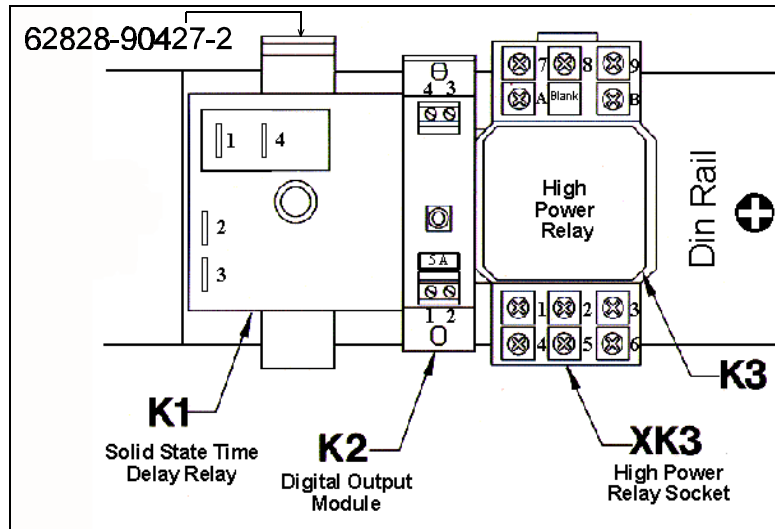 62828-90427-2
7 8 9
4 3
A Blank B
1 4
High
Power
Relay
Din Rail
2
5 A
3
1 2 3
1 2
4 5 6
K3
K1
Solid State Time
Delay Relay
K2
Digital Output
Module
XK3
High Power
Relay Socket